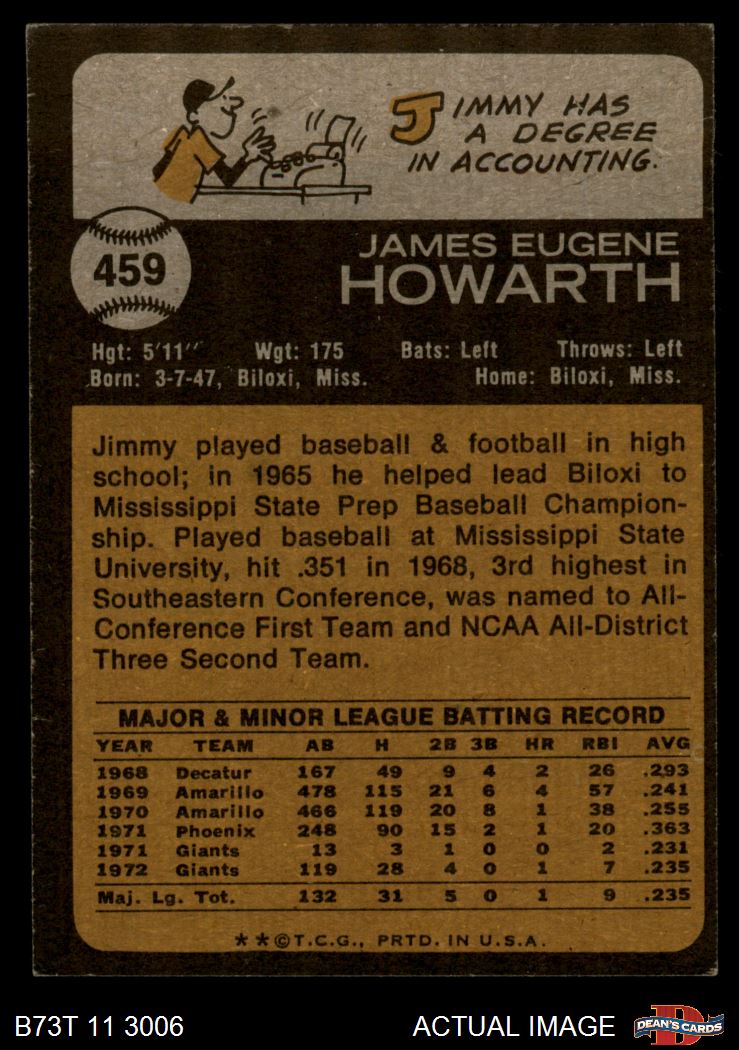 JIMMY HAS
A DEGREE
IN ACCOUNTING.
459
JAMES EUGENE
HOWARTH
Hgt: 5'11" Wgt: 175 Bats: Left Throws: Left
Born: 3-7-47, Biloxi, Miss. Home: Biloxi, Miss.
Jimmy played baseball & football in high
school; in 1965 he helped lead Biloxi to
Mississippi State Prep Baseball Champion-
ship. Played baseball at Mississippi State
University, hit .351 in 1968, 3rd highest in
Southeastern Conference, was named to All-
Conference First Team and NCAA All-District
Three Second Team.
MAJOR & MINOR LEAGUE BATTING RECORD
YEAR TEAM AB H 2B 3B HR RBI AVG
1968 Decatur 167 49 9 4 2 26 .293
1969 Amarillo 478 115 21 6 4 57 .241
1970 Amarillo 466 119 20 8 1 38 .255
1971 Phoenix 248 90 15 2 1 20 .363
1971 Giants 13 3 1 0 0 2 .231
1972 Giants 119 28 4 0 1 7 .235
Maj. Lg. Tot. 132 31 5 0 1 9 .235
**©T.C.G., PRTD. IN U.S.A.
B73T 11 3006 ACTUAL IMAGE DEAN'S CARDS